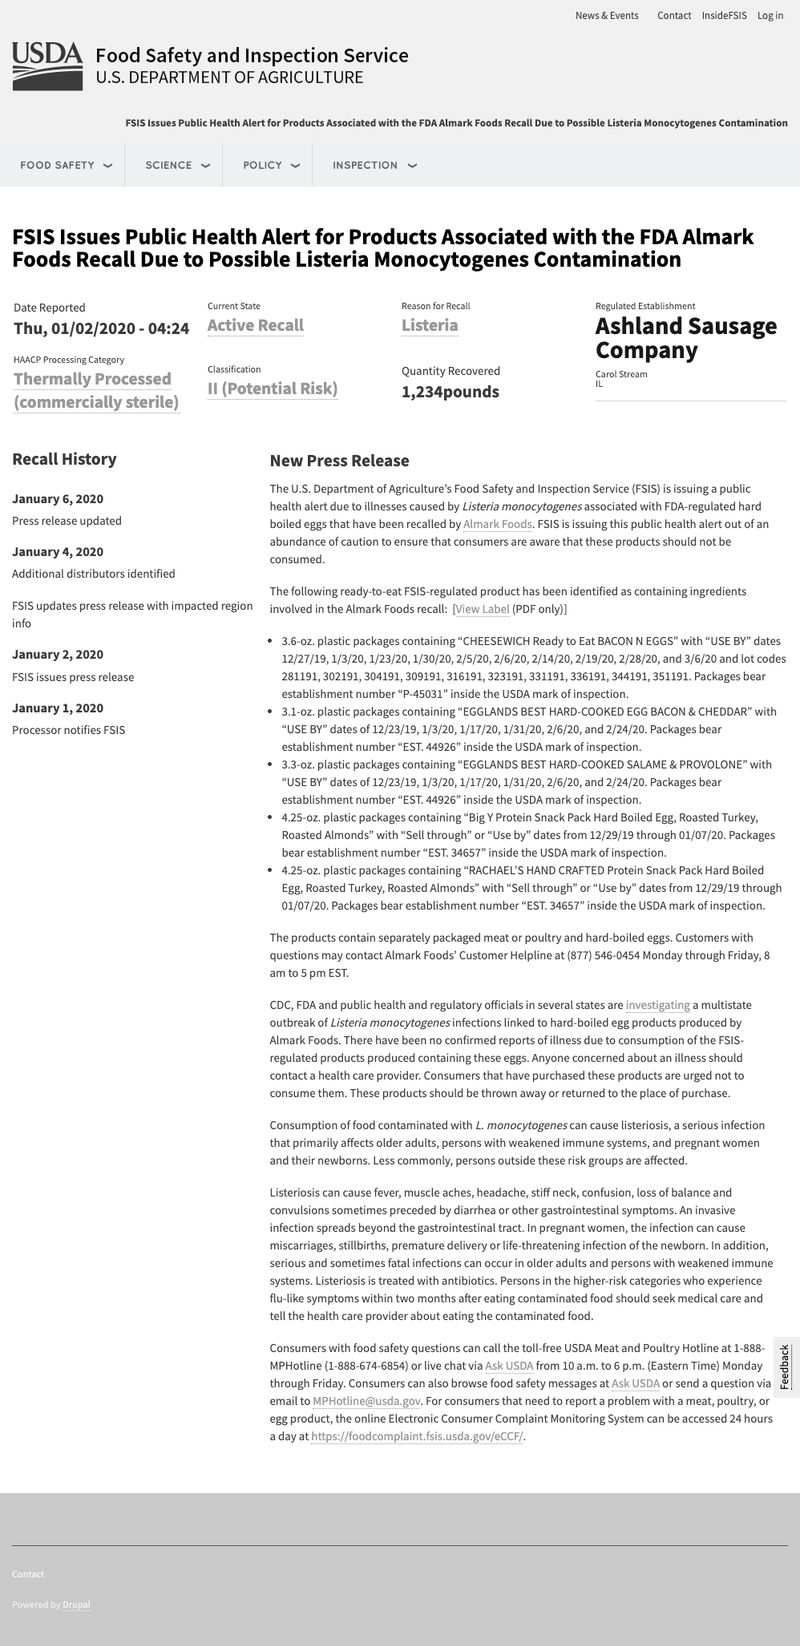 News & Events Contact InsideFSIS Log in
USDA
Food Safety and Inspection Service
U.S. DEPARTMENT OF AGRICULTURE
FSIS Issues Public Health Alert for Products Associated with the FDA Almark Foods Recall Due to Possible Listeria Monocytogenes Contamination
FOOD SAFETY SCIENCE POLICY INSPECTION
FSIS Issues Public Health Alert for Products Associated with the FDA Almark
Foods Recall Due to Possible Listeria Monocytogenes Contamination
Date Reported
Thu, 01/02/2020 - 04:24
HAACP Processing Category
Thermally Processed
(commercially sterile)
Current State
Active Recall
Classification
II (Potential Risk)
Reason for Recall
Listeria
Quantity Recovered
1,234pounds
Regulated Establishment
Ashland Sausage
Company
Carol Stream
IL
Recall History
January 6, 2020
Press release updated
January 4, 2020
Additional distributors identified
FSIS updates press release with impacted region
info
January 2, 2020
FSIS issues press release
January 1, 2020
Processor notifies FSIS
New Press Release
The U.S. Department of Agriculture’s Food Safety and Inspection Service (FSIS) is issuing a public
health alert due to illnesses caused by Listeria monocytogenes associated with FDA-regulated hard
boiled eggs that have been recalled by Almark Foods. FSIS is issuing this public health alert out of an
abundance of caution to ensure that consumers are aware that these products should not be
consumed.
The following ready-to-eat FSIS-regulated product has been identified as containing ingredients
involved in the Almark Foods recall: [View Label (PDF only)]
• 3.6-oz. plastic packages containing “CHEESEWICH Ready to Eat BACON N EGGS” with “USE BY” dates
12/27/19, 1/3/20, 1/23/20, 1/30/20, 2/5/20, 2/6/20, 2/14/20, 2/19/20, 2/28/20, and 3/6/20 and lot codes
281191, 302191, 304191, 309191, 316191, 323191, 331191, 336191, 344191, 351191. Packages bear
establishment number “P-45031” inside the USDA mark of inspection.
• 3.1-oz. plastic packages containing “EGGLANDS BEST HARD-COOKED EGG BACON & CHEDDAR” with
“USE BY” dates of 12/23/19, 1/3/20, 1/17/20, 1/31/20, 2/6/20, and 2/24/20. Packages bear
establishment number “EST. 44926” inside the USDA mark of inspection.
• 3.3-oz. plastic packages containing “EGGLANDS BEST HARD-COOKED SALAME & PROVOLONE” with
“USE BY” dates of 12/23/19, 1/3/20, 1/17/20, 1/31/20, 2/6/20, and 2/24/20. Packages bear
establishment number “EST. 44926” inside the USDA mark of inspection.
• 4.25-oz. plastic packages containing “Big Y Protein Snack Pack Hard Boiled Egg, Roasted Turkey,
Roasted Almonds” with “Sell through” or “Use by” dates from 12/29/19 through 01/07/20. Packages
bear establishment number “EST. 34657” inside the USDA mark of inspection.
• 4.25-oz. plastic packages containing “RACHAEL’S HAND CRAFTED Protein Snack Pack Hard Boiled
Egg, Roasted Turkey, Roasted Almonds” with “Sell through” or “Use by” dates from 12/29/19 through
01/07/20. Packages bear establishment number “EST. 34657” inside the USDA mark of inspection.
The products contain separately packaged meat or poultry and hard-boiled eggs. Customers with
questions may contact Almark Foods’ Customer Helpline at (877) 546-0454 Monday through Friday, 8
am to 5 pm EST.
CDC, FDA and public health and regulatory officials in several states are investigating a multistate
outbreak of Listeria monocytogenes infections linked to hard-boiled egg products produced by
Almark Foods. There have been no confirmed reports of illness due to consumption of the FSIS-
regulated products produced containing these eggs. Anyone concerned about an illness should
contact a health care provider. Consumers that have purchased these products are urged not to
consume them. These products should be thrown away or returned to the place of purchase.
Consumption of food contaminated with L. monocytogenes can cause listeriosis, a serious infection
that primarily affects older adults, persons with weakened immune systems, and pregnant women
and their newborns. Less commonly, persons outside these risk groups are affected.
Listeriosis can cause fever, muscle aches, headache, stiff neck, confusion, loss of balance and
convulsions sometimes preceded by diarrhea or other gastrointestinal symptoms. An invasive
infection spreads beyond the gastrointestinal tract. In pregnant women, the infection can cause
miscarriages, stillbirths, premature delivery or life-threatening infection of the newborn. In addition,
serious and sometimes fatal infections can occur in older adults and persons with weakened immune
systems. Listeriosis is treated with antibiotics. Persons in the higher-risk categories who experience
flu-like symptoms within two months after eating contaminated food should seek medical care and
tell the health care provider about eating the contaminated food.
Consumers with food safety questions can call the toll-free USDA Meat and Poultry Hotline at 1-888-
MPHotline (1-888-674-6854) or live chat via Ask USDA from 10 a.m. to 6 p.m. (Eastern Time) Monday
through Friday. Consumers can also browse food safety messages at Ask USDA or send a question via
email to MPHotline@usda.gov. For consumers that need to report a problem with a meat, poultry, or
egg product, the online Electronic Consumer Complaint Monitoring System can be accessed 24 hours
a day at https://foodcomplaint.fsis.usda.gov/eCCF/.
Feedback
Contact
Powered by Drupal